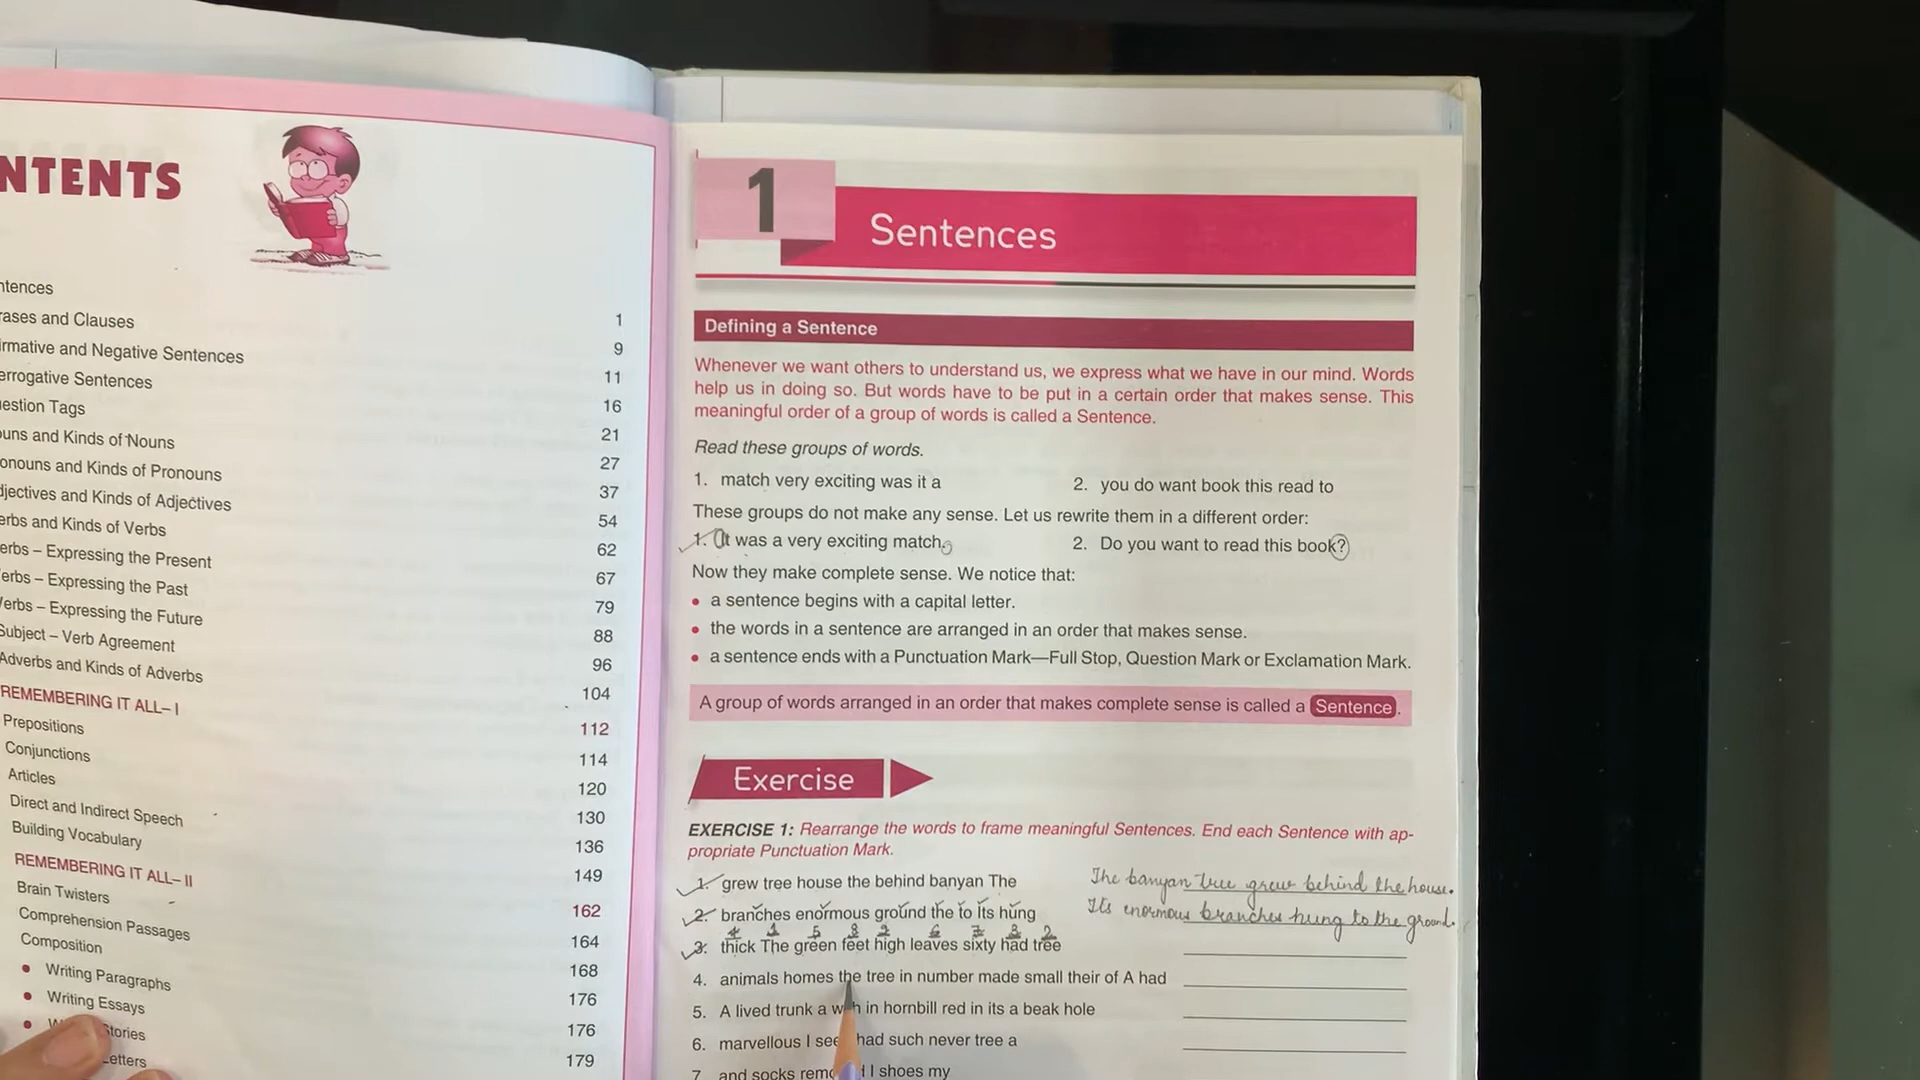 NTENTS
ntences
rases and Clauses 1
irmative and Negative Sentences 9
errogative Sentences 11
estion Tags 16
ouns and Kinds of Nouns 21
onouns and Kinds of Pronouns 27
djectives and Kinds of Adjectives 37
erbs and Kinds of Verbs 54
erbs – Expressing the Present 62
erbs – Expressing the Past 67
Verbs – Expressing the Future 79
Subject – Verb Agreement 88
Adverbs and Kinds of Adverbs 96
REMEMBERING IT ALL– I 104
Prepositions 112
Conjunctions 114
Articles 120
Direct and Indirect Speech 130
Building Vocabulary 136
REMEMBERING IT ALL– II 149
Brain Twisters 162
Comprehension Passages 164
Composition 168
• Writing Paragraphs 176
• Writing Essays 176
• W Stories 179
Letters
1
Sentences
Defining a Sentence
Whenever we want others to understand us, we express what we have in our mind. Words
help us in doing so. But words have to be put in a certain order that makes sense. This
meaningful order of a group of words is called a Sentence.
Read these groups of words.
1. match very exciting was it a 2. you do want book this read to
These groups do not make any sense. Let us rewrite them in a different order:
1. It was a very exciting match. 2. Do you want to read this book?
Now they make complete sense. We notice that:
• a sentence begins with a capital letter.
• the words in a sentence are arranged in an order that makes sense.
• a sentence ends with a Punctuation Mark—Full Stop, Question Mark or Exclamation Mark.
A group of words arranged in an order that makes complete sense is called a Sentence.
Exercise
EXERCISE 1: Rearrange the words to frame meaningful Sentences. End each Sentence with ap-
propriate Punctuation Mark.
1. grew tree house the behind banyan The The banyan tree grew behind the house.
2. branches enormous ground the to Its hung Its enormous branches hung to the ground.
3. thick The green feet high leaves sixty had tree
4. animals homes the tree in number made small their of A had
5. A lived trunk a w h in hornbill red in its a beak hole
6. marvellous I see had such never tree a
7 and socks remo d I shoes my